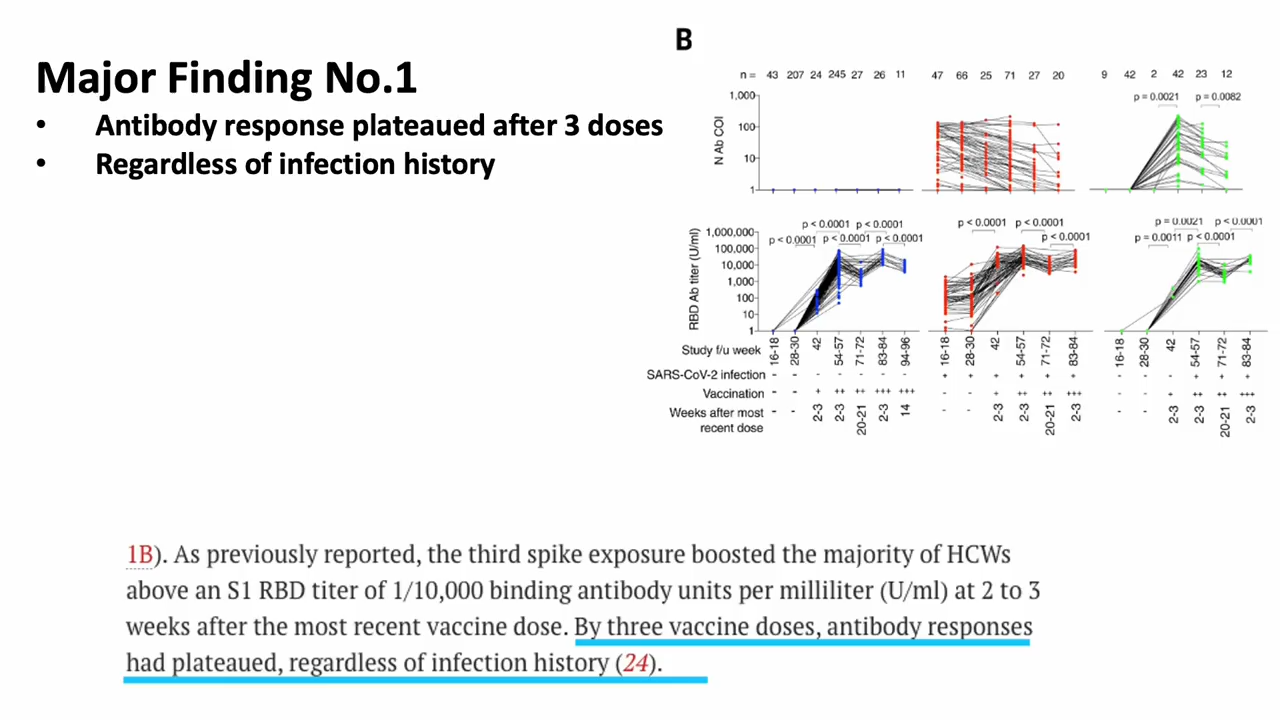 Major Finding No.1
• Antibody response plateaued after 3 doses
• Regardless of infection history
B
n = 43 207 24 245 27 26 11 47 66 25 71 27 20 9 42 2 42 23 12
p = 0.0021 p = 0.0082
N Ab COI
1,000
100
10
1
p < 0.0001 p < 0.0001
p < 0.0001 p < 0.0001 p < 0.0001
p < 0.0001 p < 0.0001
p < 0.0001
p = 0.0021 p < 0.0001
p = 0.0011 p < 0.0001
RBD Ab titer (U/ml)
1,000,000
100,000
10,000
1,000
100
10
1
Study f/u week 16-18 28-30 42 54-57 71-72 83-84 94-96 16-18 28-30 42 54-57 71-72 83-84 16-18 28-30 42 54-57 71-72 83-84
SARS-CoV-2 infection - - - - - - - + + + + + + - - - + + +
Vaccination - - + ++ ++ +++ +++ - - + ++ ++ +++ - - + ++ ++ +++
Weeks after most recent dose - - 2-3 2-3 20-21 2-3 14 - - 2-3 2-3 20-21 2-3 - - 2-3 2-3 20-21 2-3
1B). As previously reported, the third spike exposure boosted the majority of HCWs
above an S1 RBD titer of 1/10,000 binding antibody units per milliliter (U/ml) at 2 to 3
weeks after the most recent vaccine dose. By three vaccine doses, antibody responses
had plateaued, regardless of infection history (24).